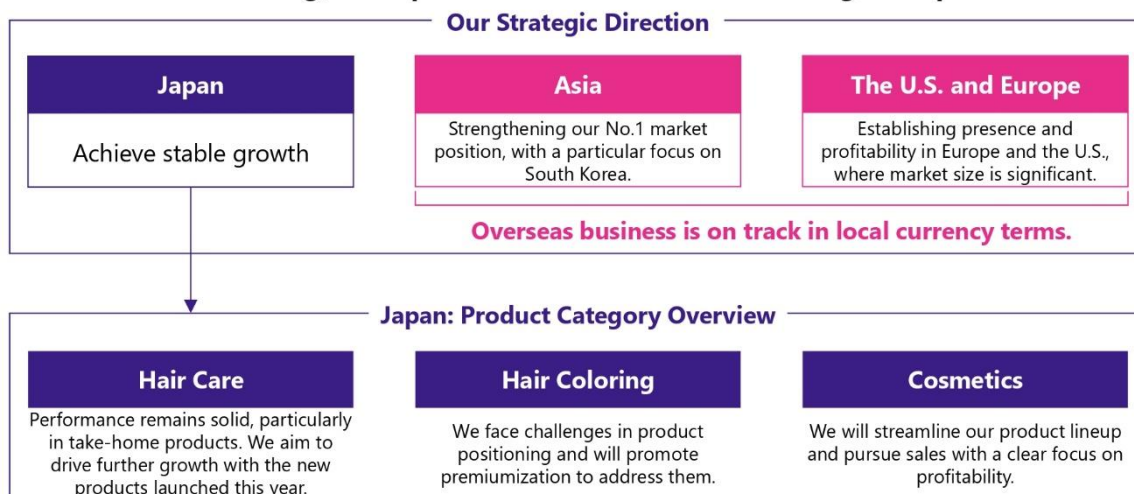 Our Strategic Direction
Japan
Achieve stable growth
Asia
Strengthening our No.1 market
position, with a particular focus on
South Korea.
The U.S. and Europe
Establishing presence and
profitability in Europe and the U.S.,
where market size is significant.
Overseas business is on track in local currency terms.
Japan: Product Category Overview
Hair Care
Performance remains solid, particularly
in take-home products. We aim to
drive further growth with the new
products launched this year.
Hair Coloring
We face challenges in product
positioning and will promote
premiumization to address them.
Cosmetics
We will streamline our product lineup
and pursue sales with a clear focus on
profitability.